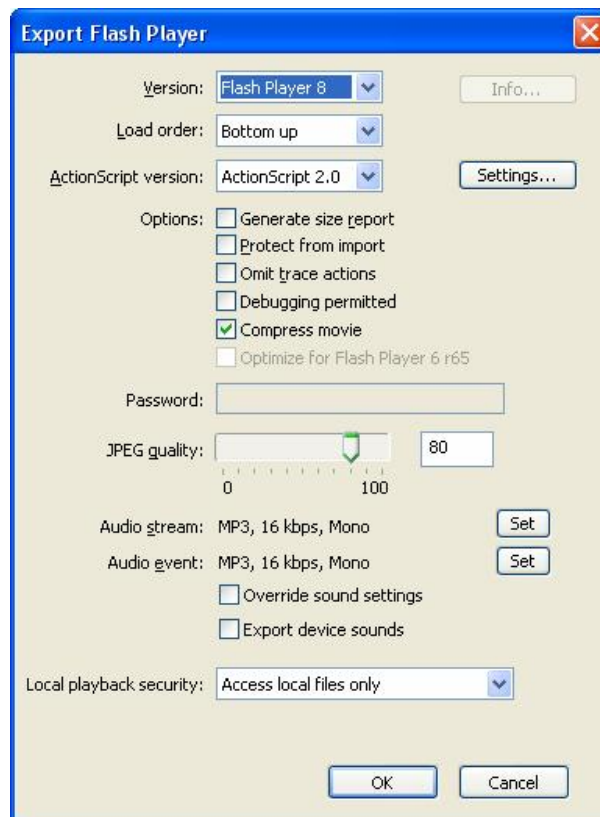 Export Flash Player
Version: Flash Player 8 Info...
Load order: Bottom up
ActionScript version: ActionScript 2.0 Settings...
Options: Generate size report
Protect from import
Omit trace actions
Debugging permitted
Compress movie
Optimize for Flash Player 6 r65
Password:
JPEG quality: 80
0 100
Audio stream: MP3, 16 kbps, Mono Set
Audio event: MP3, 16 kbps, Mono Set
Override sound settings
Export device sounds
Local playback security: Access local files only
OK Cancel